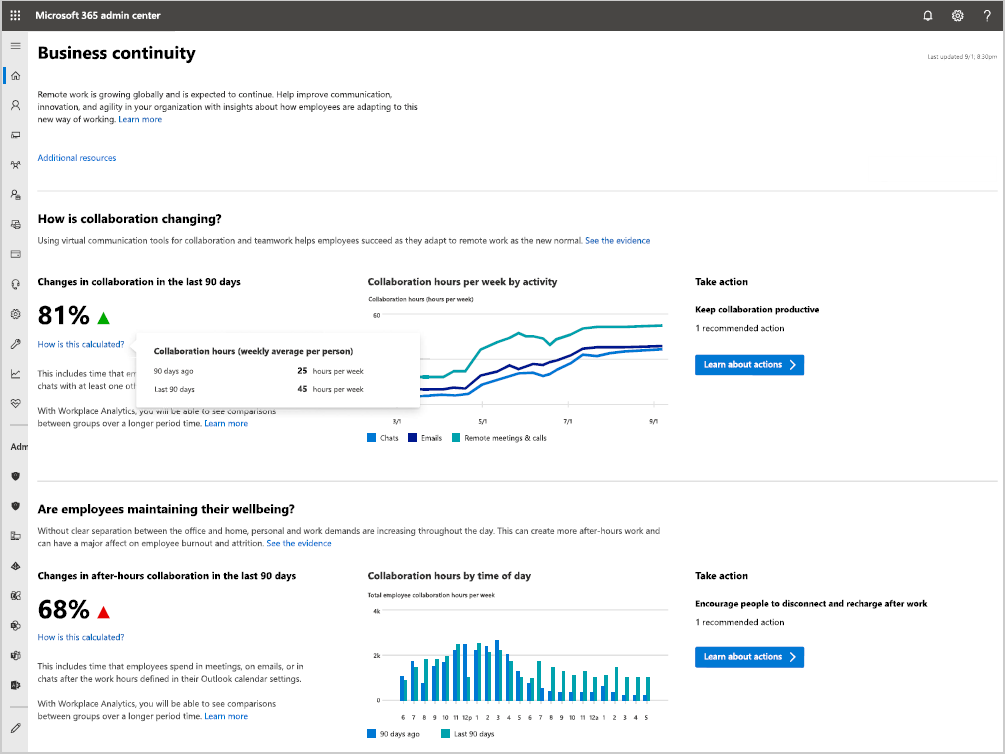 Microsoft 365 admin center
Business continuity
Last updated 9/1, 8:30pm
Remote work is growing globally and is expected to continue. Help improve communication,
innovation, and agility in your organization with insights about how employees are adapting to this
new way of working. Learn more
Additional resources
How is collaboration changing?
Using virtual communication tools for collaboration and teamwork helps employees succeed as they adapt to remote work as the new normal. See the evidence
Changes in collaboration in the last 90 days
81%
How is this calculated?
This includes time that em
chats with at least one oth
With Workplace Analytics, you will be able to see comparisons
between groups over a longer period time. Learn more
Collaboration hours (weekly average per person)
90 days ago 25 hours per week
Last 90 days 45 hours per week
Collaboration hours per week by activity
Collaboration hours (hours per week)
60
3/1 5/1 7/1 9/1
Chats Emails Remote meetings & calls
Take action
Keep collaboration productive
1 recommended action
Learn about actions
Adm
Are employees maintaining their wellbeing?
Without clear separation between the office and home, personal and work demands are increasing throughout the day. This can create more after-hours work and
can have a major affect on employee burnout and attrition. See the evidence
Changes in after-hours collaboration in the last 90 days
68%
How is this calculated?
This includes time that employees spend in meetings, on emails, or in
chats after the work hours defined in their Outlook calendar settings.
With Workplace Analytics, you will be able to see comparisons
between groups over a longer period time. Learn more
Collaboration hours by time of day
Total employee collaboration hours per week
4k
2k
0
6 7 8 9 10 11 12p 1 2 3 4 5 6 7 8 9 10 11 12a 1 2 3 4 5
90 days ago Last 90 days
Take action
Encourage people to disconnect and recharge after work
1 recommended action
Learn about actions